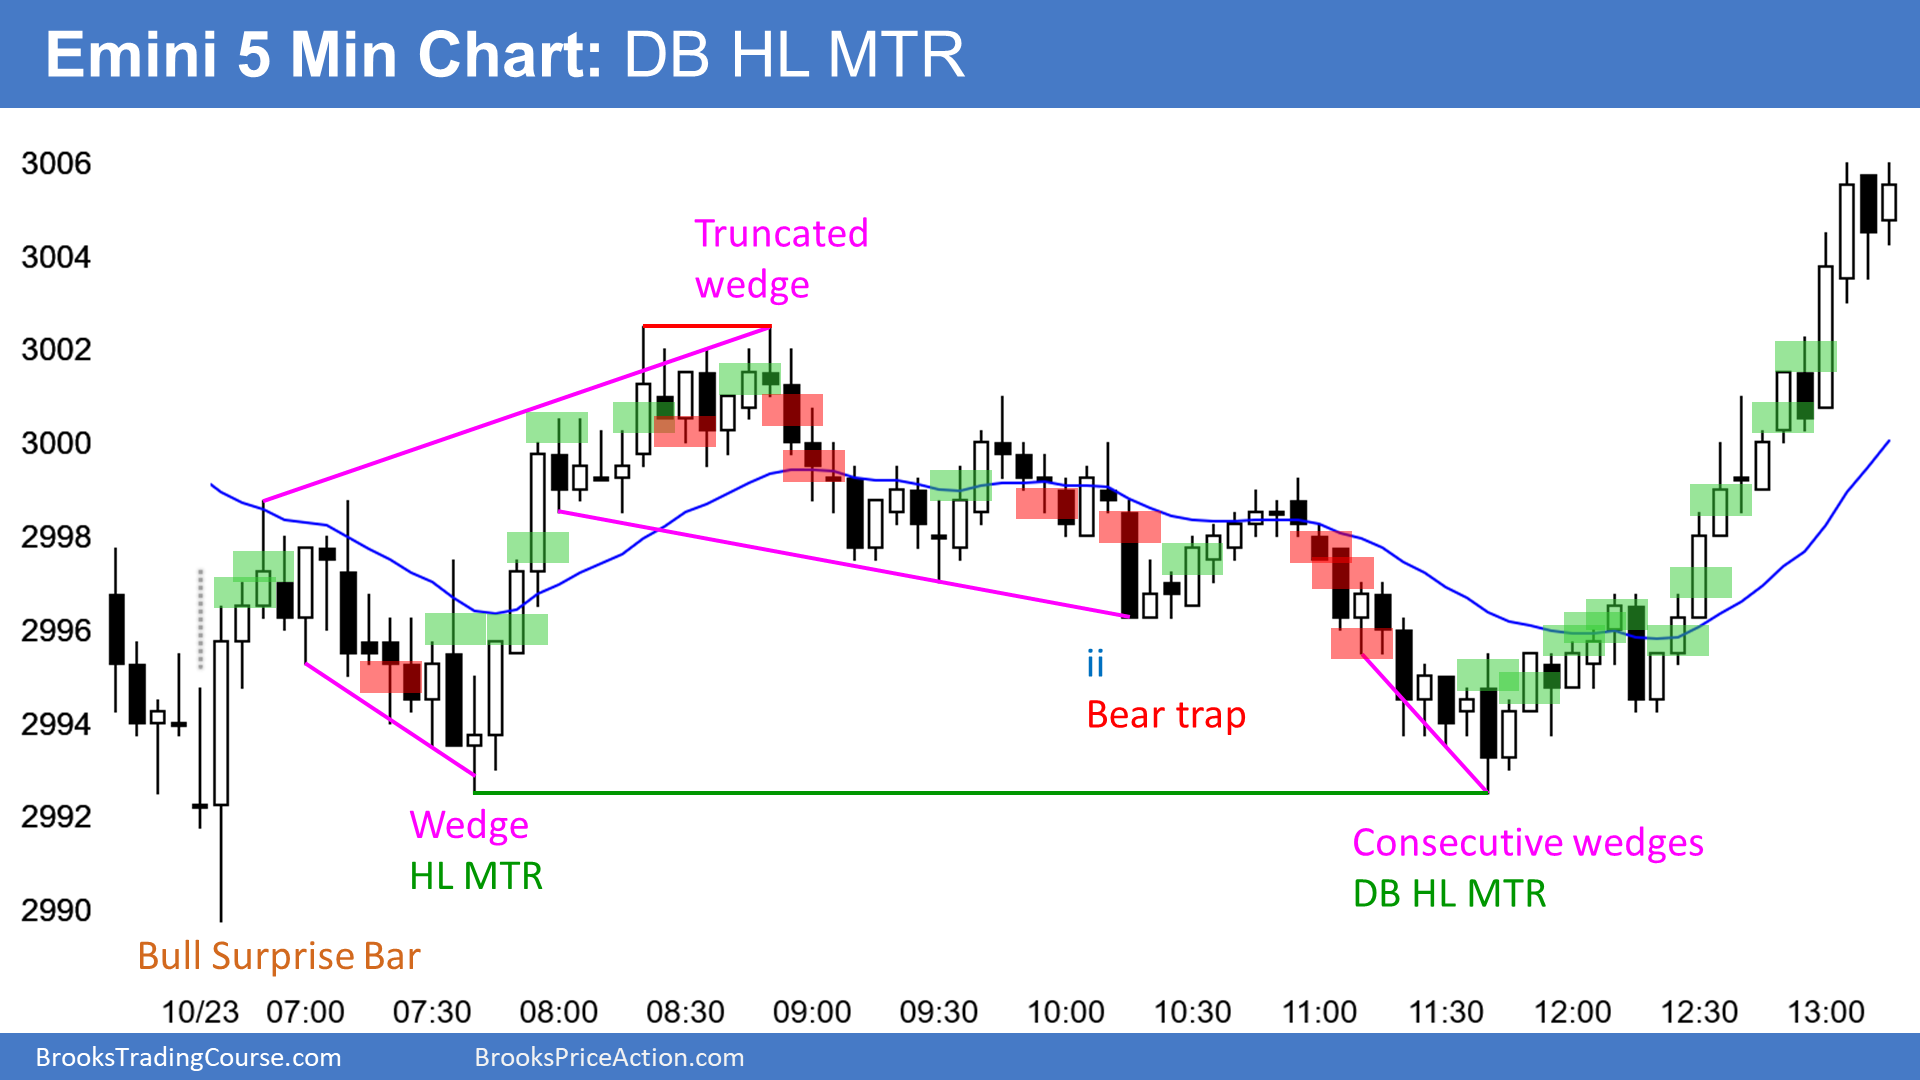 Emini 5 Min Chart: DB HL MTR
3006
3004
3002
3000
2998
2996
2994
2992
2990
Truncated
wedge
ii
Bear trap
Wedge
HL MTR
Consecutive wedges
DB HL MTR
Bull Surprise Bar
10/23 07:00 07:30 08:00 08:30 09:00 09:30 10:00 10:30 11:00 11:30 12:00 12:30 13:00
BrooksTradingCourse.com BrooksPriceAction.com